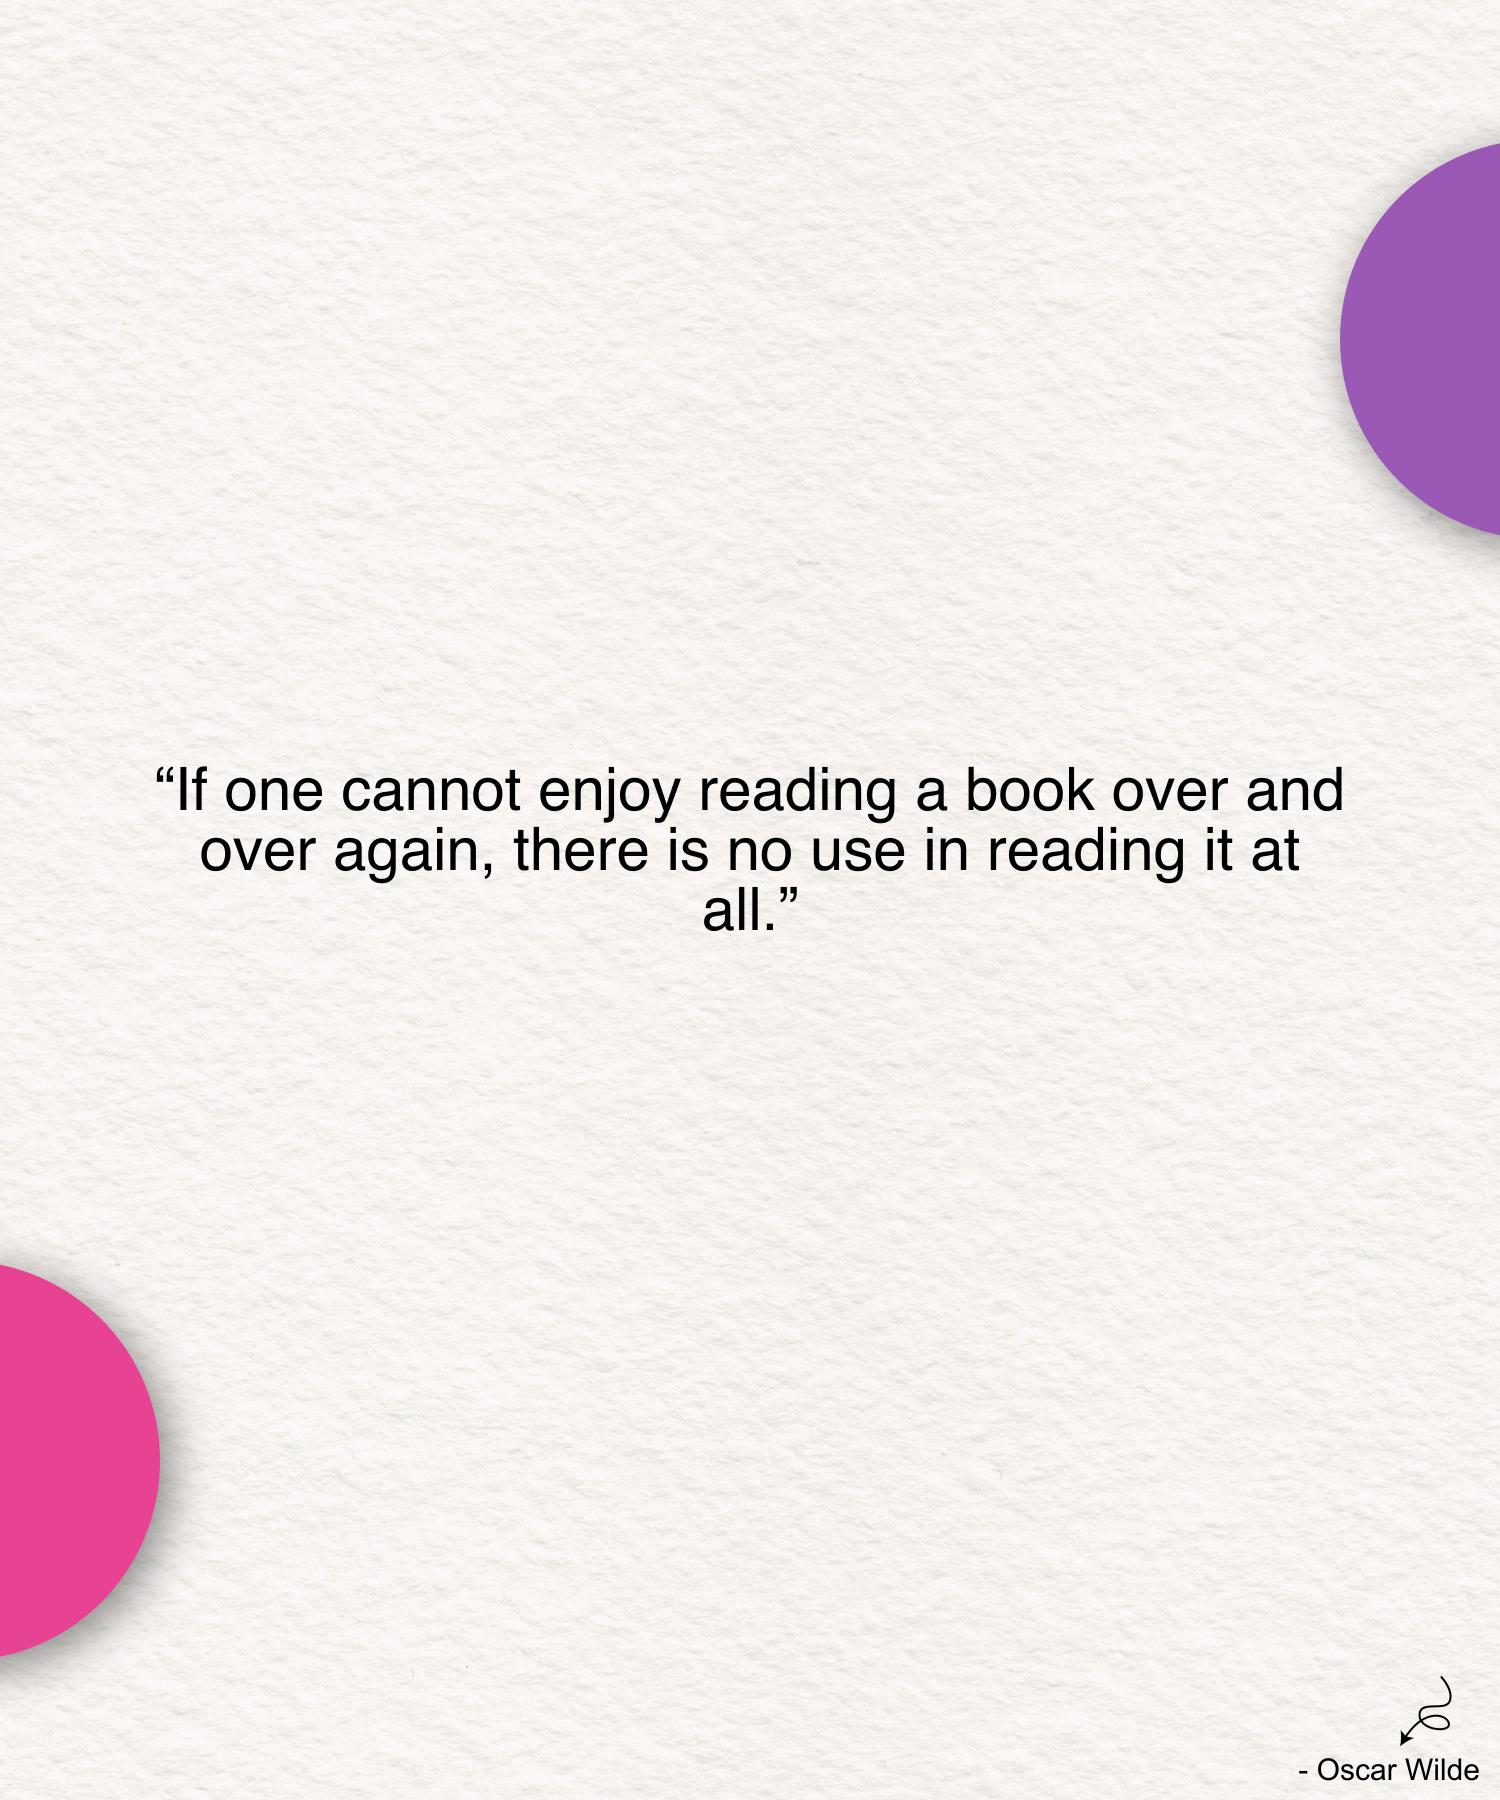 “If one cannot enjoy reading a book over and
over again, there is no use in reading it at
all.”
- Oscar Wilde